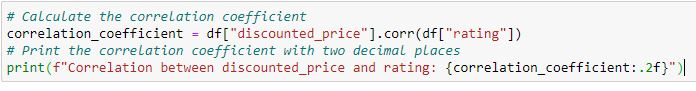 # Calculate the correlation coefficient
correlation_coefficient = df["discounted_price"].corr(df["rating"])
# Print the correlation coefficient with two decimal places
print(f"Correlation between discounted_price and rating: {correlation_coefficient:.2f}")